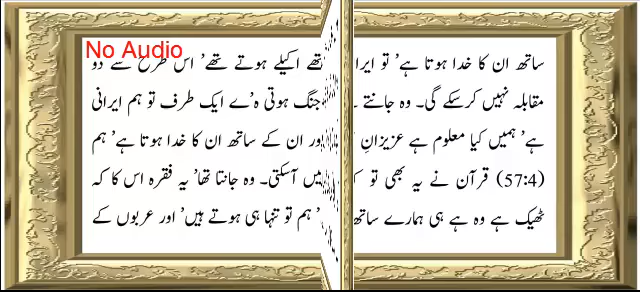 No Audio
ساتھ ان کا خدا ہوتا ہے' تو ایرا تھے اکیلے ہوتے تھے' اس طرح سے دو
مقابلہ نہیں کرسکے گی۔ وہ جانتے جنگ ہوتی ہ'ے ایک طرف تو ہم ایرانی
ہے' ہمیں کیا معلوم ہے عزیزانِ ور ان کے ساتھ ان کا خدا ہوتا ہے' ہم
(57:4) قرآن نے یہ بھی تو میں آسکتی۔ وہ جانتا تھا' یہ فقرہ اس کا کہ
ٹھیک ہے وہ ہے ہی ہمارے ساتھ ' ہم تو تنہا ہی ہوتے ہیں' اور عربوں کے